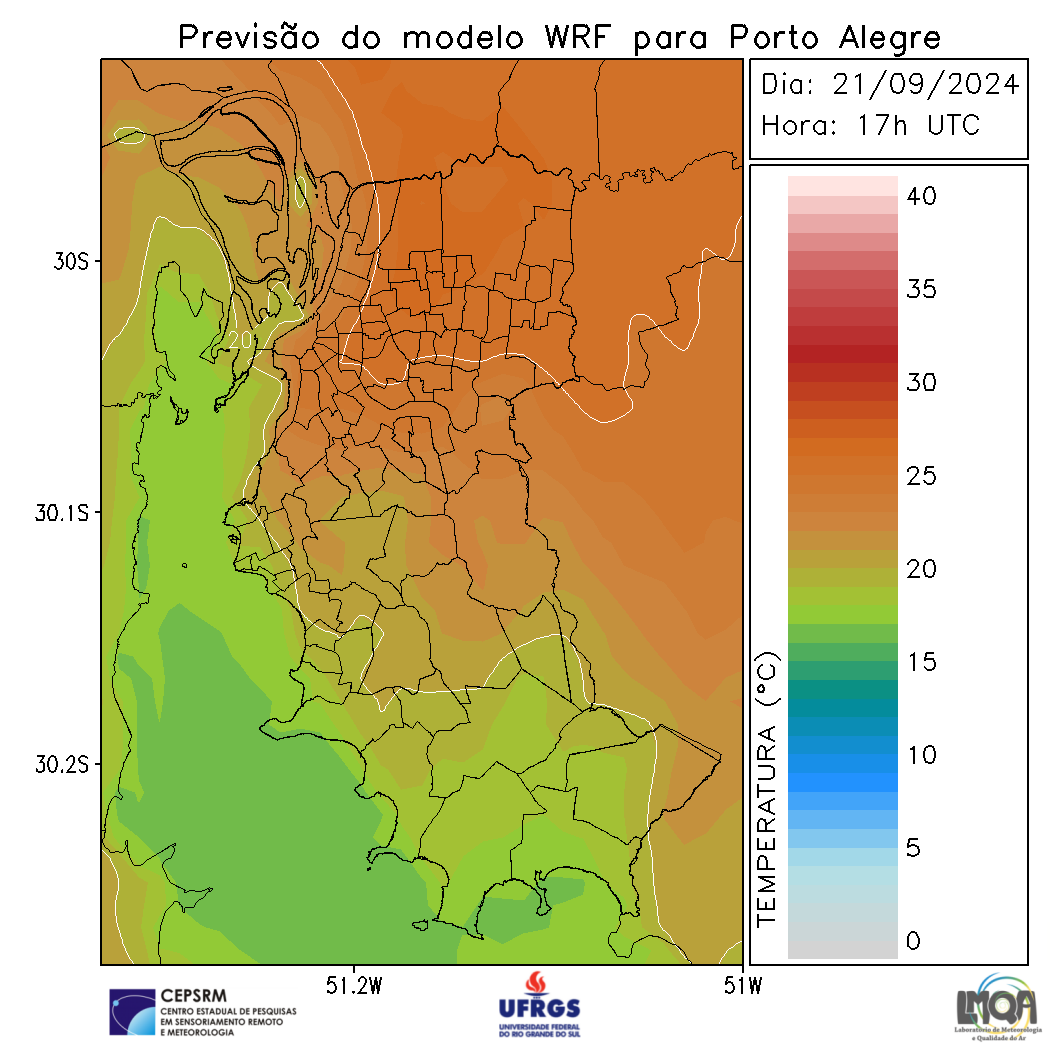 Previsão do modelo WRF para Porto Alegre
Dia: 21/09/2024
Hora: 17h UTC
40
35
30
25
20
15
10
5
0
TEMPERATURA (°C)
20
30S
30.1S
30.2S
51.2W
51W
CEPSRM
CENTRO ESTADUAL DE PESQUISAS
EM SENSORIAMENTO REMOTO
E METEOROLOGIA
UFRGS
UNIVERSIDADE FEDERAL
DO RIO GRANDE DO SUL
LMQA
Laboratório de Meteorologia
e Qualidade do Ar